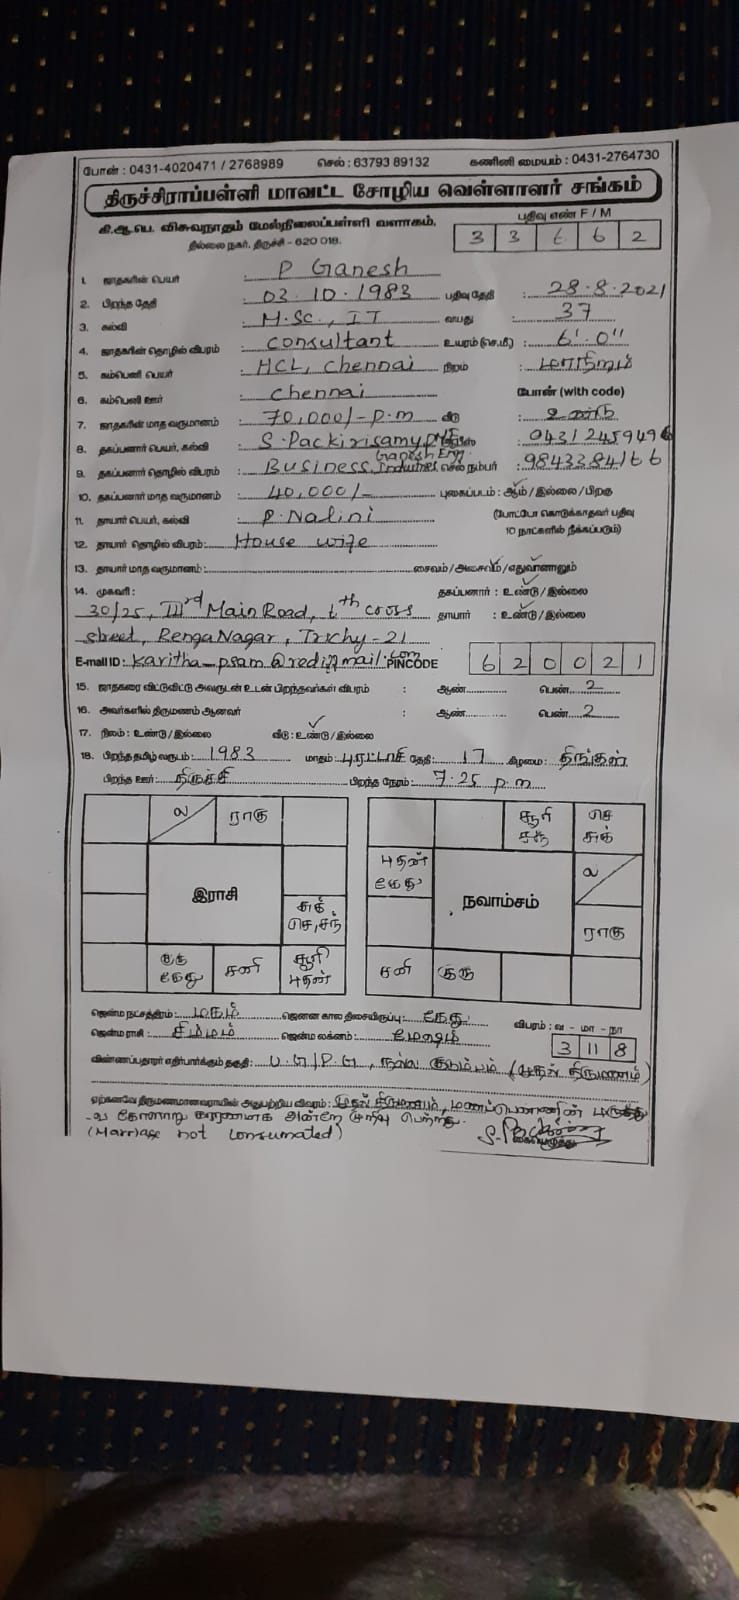 போன் : 0431-4020471 / 2768989 செல் : 63793 89132 கணினி மையம் : 0431-2764730
திருச்சிராப்பள்ளி மாவட்ட சோழிய வெள்ளாளர் சங்கம்
கி.ஆ.பெ. விசுவநாதம் மேல்நிலைப்பள்ளி வளாகம், பதிவு எண் F / M
தில்லை நகர், திருச்சி - 620 018. 3 3 6 6 2
1. ஜாதகரின் பெயர் : P Ganesh
2. பிறந்த தேதி : 03.10.1983 பதிவு தேதி : 28.8.2021
3. கல்வி : M.Sc., IT வயது : 37
4. ஜாதகரின் தொழில் விபரம் : Consultant உயரம் (செ.மீ) : 6'.0"
5. கம்பெனி பெயர் : HCL, Chennai நிறம் : மாநிறம்
6. கம்பெனி ஊர் : Chennai போன் (with code)
7. ஜாதகரின் மாத வருமானம் : 70,000/- p.m வீடு : உண்டு
8. தகப்பனார் பெயர், கல்வி : S. Packirisamy : 0431 2459496
9. தகப்பனார் தொழில் விபரம் : Business, Ganesh Eng. Industries செல் நம்பர் : 9843384166
10. தகப்பனார் மாத வருமானம் : 40,000/- புகைப்படம் : ஆம் / இல்லை / பிறகு
11. தாயார் பெயர், கல்வி : P. Nalini (போட்டோ கொடுக்காதவர் பதிவு
12. தாயார் தொழில் விபரம் : House wife 10 நாட்களில் நீக்கப்படும்)
13. தாயார் மாத வருமானம் : சைவம் / அசைவம் / எதுவானாலும்
14. முகவரி : தகப்பனார் : உண்டு / இல்லை
30/25, IIIrd Main Road, 6th cross தாயார் : உண்டு / இல்லை
street, Renga Nagar, Trichy - 21
E-mail ID : karitha_psam@rediffmail.com PINCODE 6 2 0 0 2 1
15. ஜாதகரை விட்டுவிட்டு அவருடன் உடன் பிறந்தவர்கள் விபரம் : ஆண் பெண் 2
16. அவர்களில் திருமணம் ஆனவர் : ஆண் பெண் 2
17. நிலம் : உண்டு / இல்லை வீடு : உண்டு / இல்லை
18. பிறந்த தமிழ் வருடம் : 1983 மாதம் புரட்டாசி தேதி : 17 கிழமை : திங்கள்
பிறந்த ஊர் : திருச்சி பிறந்த நேரம் : 7.25 p.m
ல ராகு
சுக் செ, சந்
குரு கேது சனி சூரி புதன்
இராசி
சூரி சந் செ சுக்
புதன் கேது ல
ராகு
சனி குரு
நவாம்சம்
ஜென்ம நட்சத்திரம் : மகம் ஜெனன கால திசையிருப்பு : கேது விபரம் : வ - மா - நா
ஜென்ம ராசி : சிம்மம் ஜென்ம லக்னம் : மேஷம் 3 11 8
விண்ணப்பதாரர் எதிர்பார்க்கும் தகுதி : U.G/P.G, நல்ல குடும்பம் (முதல் திருமணம்)
ஏற்கனவே திருமணமானவராயின் அதுபற்றிய விவரம் : முதல் திருமணம், மணப்பெண்ணின்
கோளாறு காரணமாக அன்றே முறிவு பெற்றது.
(Marriage not consumated)
கையெழுத்து